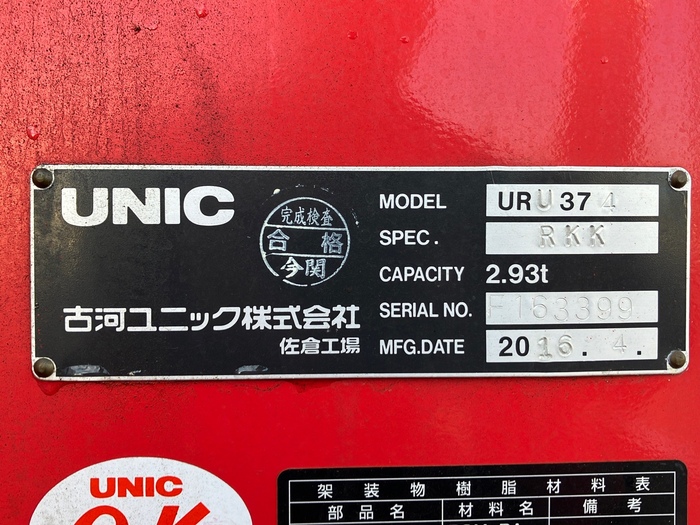 UNIC
完成検査
合格
今関
古河ユニック株式会社
佐倉工場
MODEL URU374
SPEC. RKK
CAPACITY 2.93t
SERIAL NO. F163399
MFG.DATE 2016.4.
UNIC
架装物樹脂材料表
部品名 材料名 備考